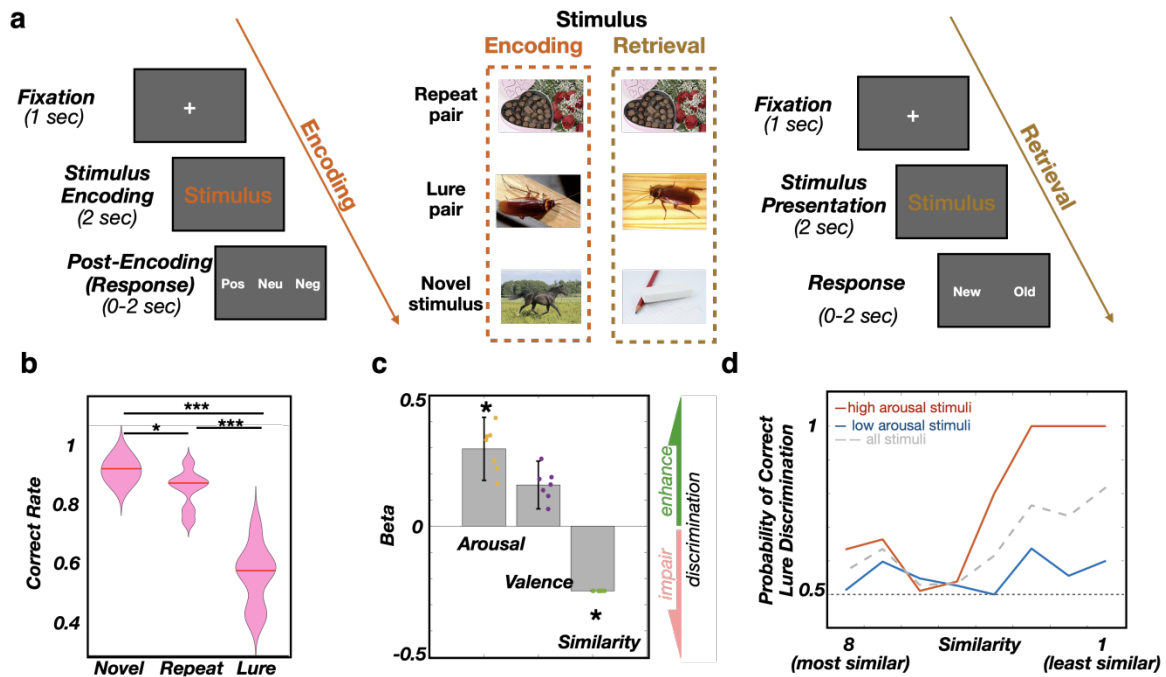 a
Fixation
(1 sec)
+
Stimulus
Encoding
(2 sec)
Stimulus
Post-Encoding
(Response)
(0-2 sec)
Pos Neu Neg
Encoding
Stimulus
Encoding Retrieval
Repeat
pair
Lure
pair
Novel
stimulus
Fixation
(1 sec)
+
Stimulus
Presentation
(2 sec)
Stimulus
Response
(0-2 sec)
New Old
Retrieval
b
***
* ***
Correct Rate
1
0.8
0.6
0.4
Novel Repeat Lure
c
Beta
0.5
0
-0.5
*
Arousal
Valence
*
Similarity
enhance
impair
discrimination
d
Probability of Correct
Lure Discrimination
high arousal stimuli
low arousal stimuli
all stimuli
1
0.5
8 Similarity 1
(most similar) (least similar)